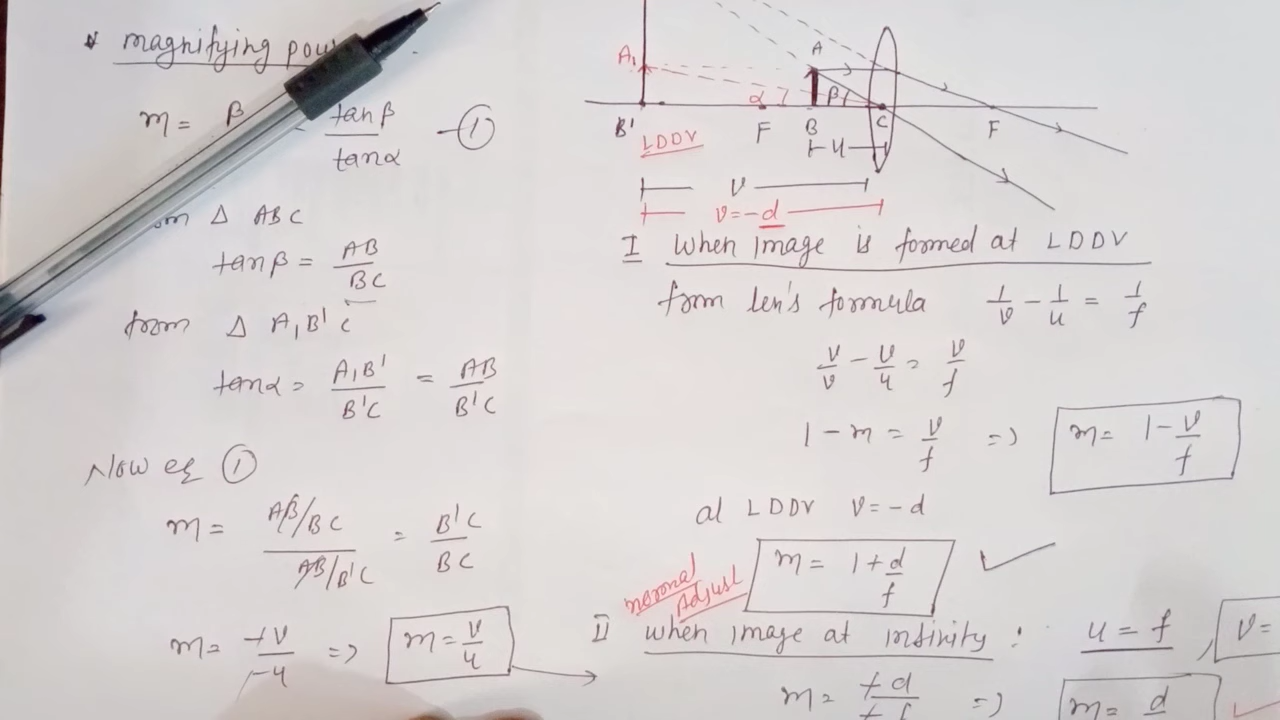 magnifying
m = β tanβ/tanα — ①
Δ ABC
tanβ = AB/BC
from Δ A₁B'C
tanα = A₁B'/B'C = AB/B'C
Now eq ①
m = AB/BC / AB/B'C = B'C/BC
m = +v/-u => m = v/u
A₁ A
α β
B' F B C F
LDDV u
v
v = -d
I When image is formed at LDDV
from len's formula 1/v - 1/u = 1/f
v/v - v/u = v/f
1 - m = v/f => m = 1 - v/f
at LDDV v = -d
m = 1 + d/f
Normal Adjust
II when image at infinity : u = f , v =
m = +d/+f => m = d